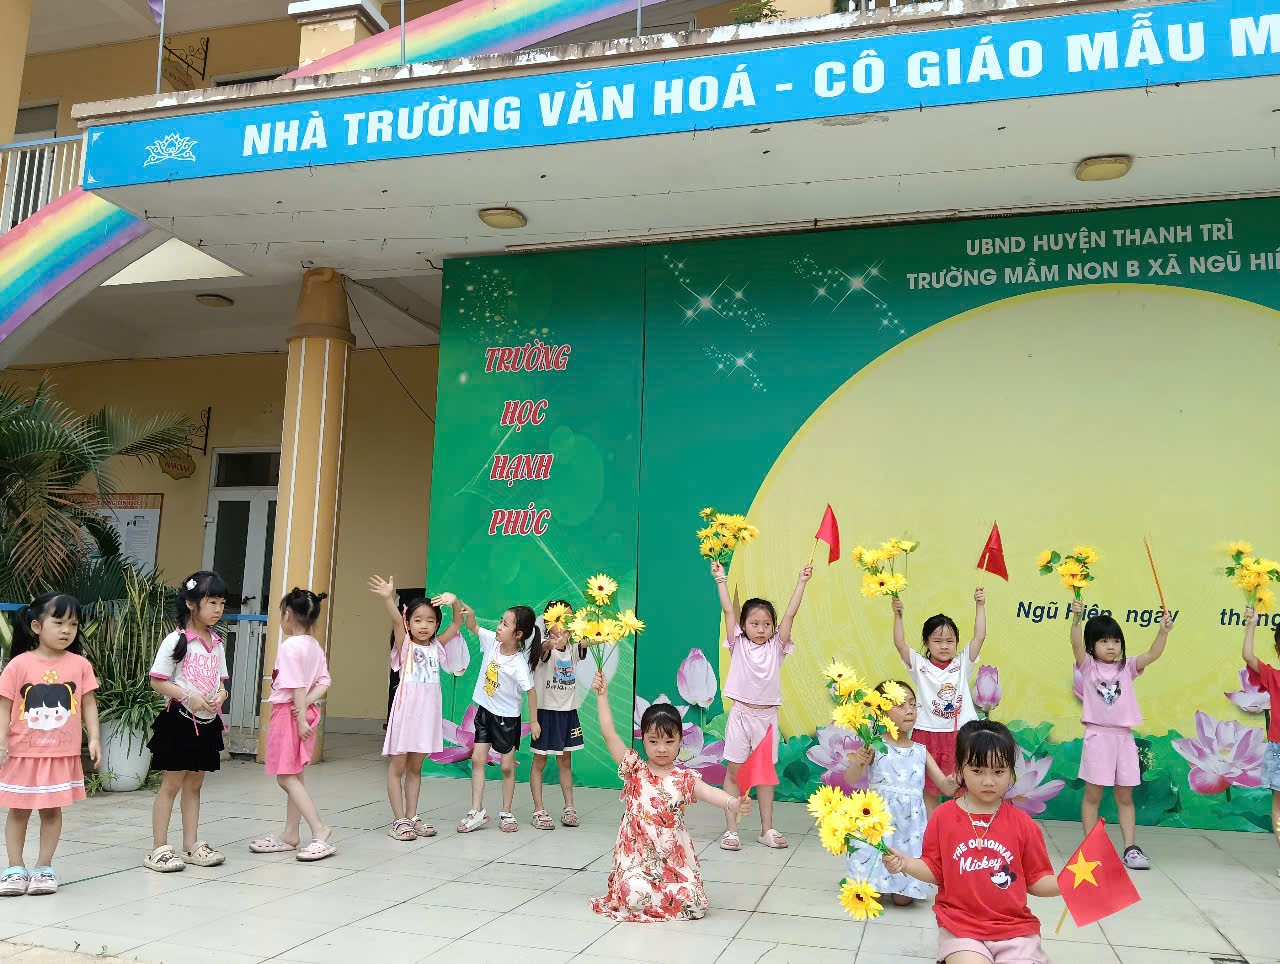 NHÀ TRƯỜNG VĂN HOÁ - CÔ GIÁO MẪU M
UBND HUYỆN THANH TRÌ
TRƯỜNG MẦM NON B XÃ NGŨ HI
TRƯỜNG
HỌC
HẠNH
PHÚC
Ngũ Hiệp, ngày tháng
THE ORIGINAL
Mickey